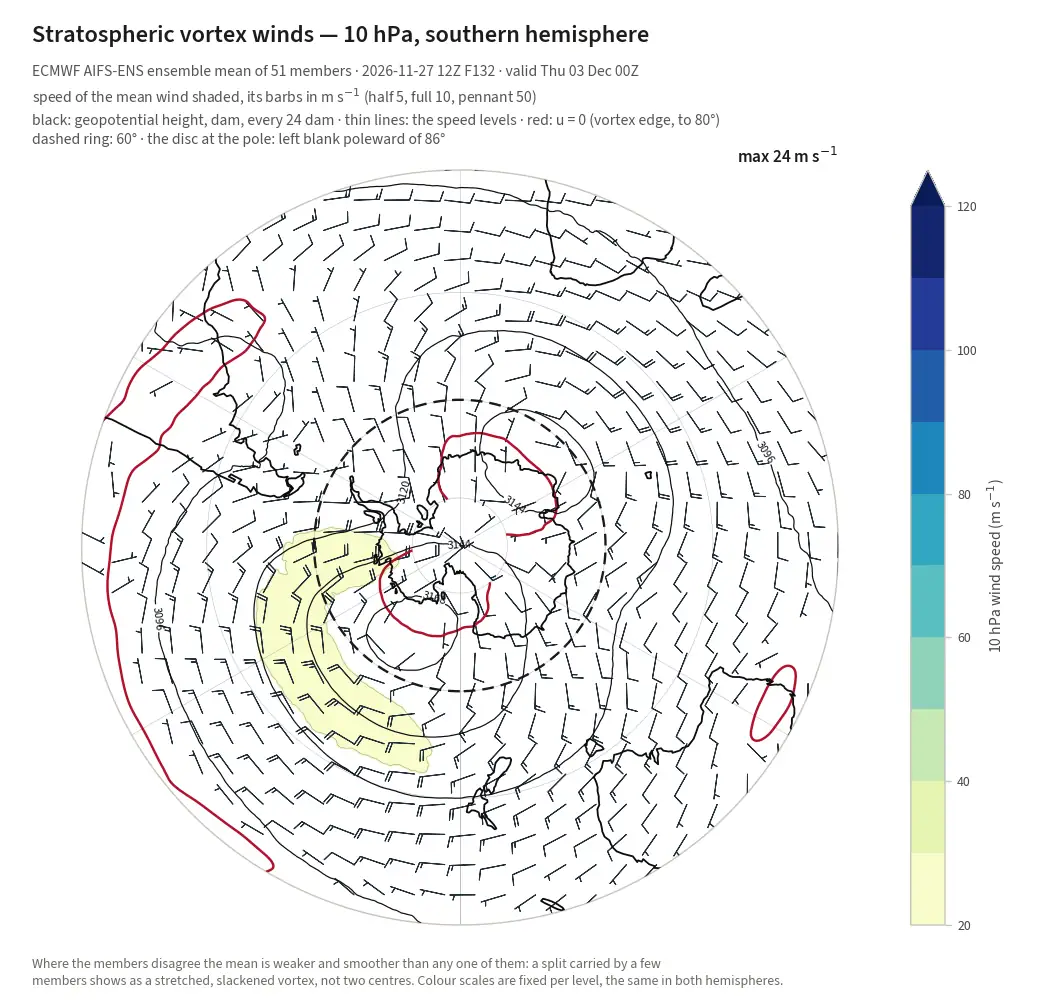 Stratospheric vortex winds — 10 hPa, southern hemisphere
ECMWF AIFS-ENS ensemble mean of 51 members · 2026-11-27 12Z F132 · valid Thu 03 Dec 00Z
speed of the mean wind shaded, its barbs in m s⁻¹ (half 5, full 10, pennant 50)
black: geopotential height, dam, every 24 dam · thin lines: the speed levels · red: u = 0 (vortex edge, to 80°)
dashed ring: 60° · the disc at the pole: left blank poleward of 86°
max 24 m s⁻¹
120
100
80
60
40
20
10 hPa wind speed (m s⁻¹)
3096
3120
3144
3144
3096
Where the members disagree the mean is weaker and smoother than any one of them: a split carried by a few
members shows as a stretched, slackened vortex, not two centres. Colour scales are fixed per level, the same in both hemispheres.